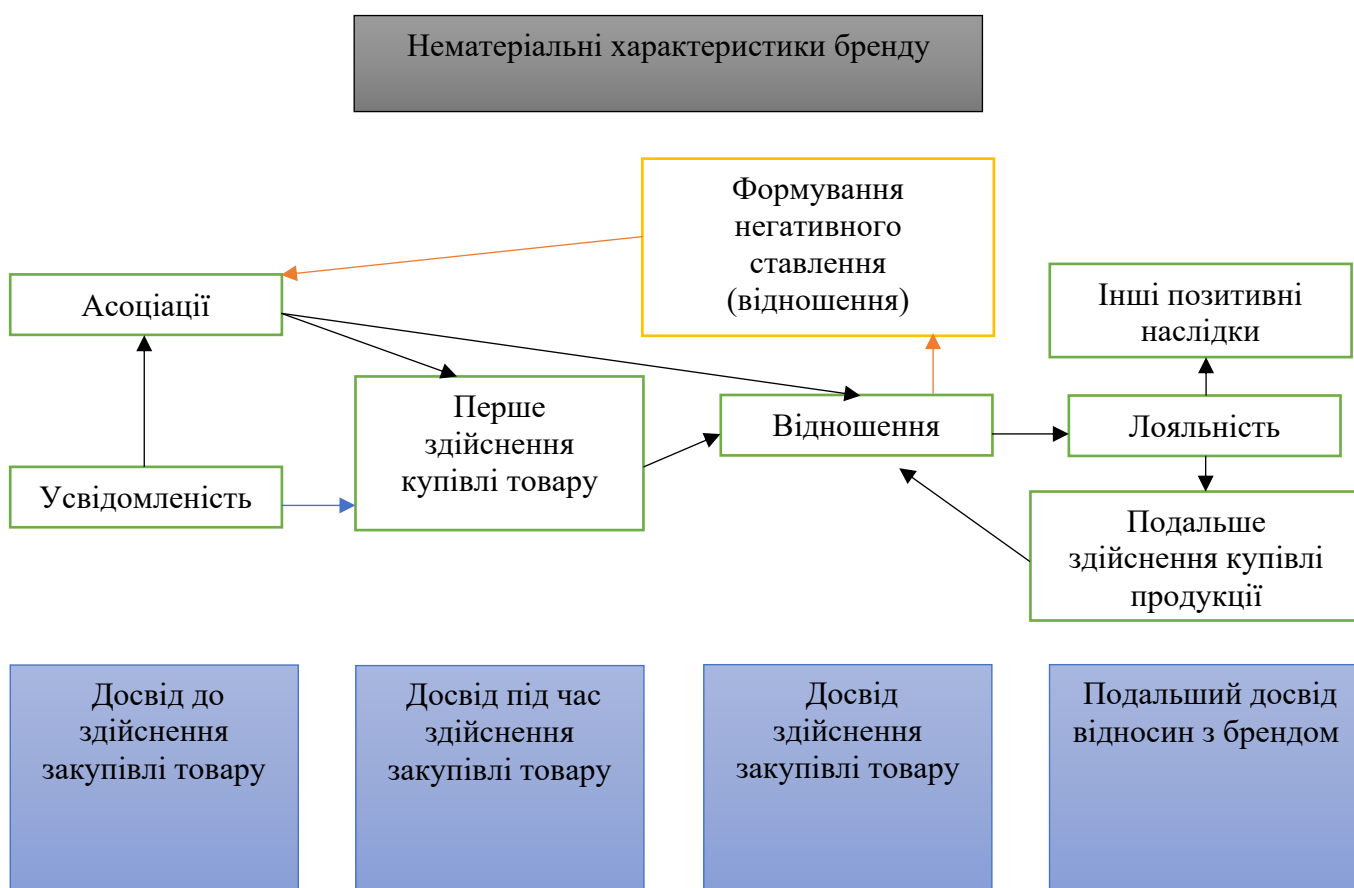 Нематеріальні характеристики бренду
Формування
негативного
ставлення
(відношення)
Асоціації
Інші позитивні
наслідки
Перше
здійснення
купівлі товару
Відношення
Лояльність
Усвідомленість
Подальше
здійснення купівлі
продукції
Досвід до
здійснення
закупівлі товару
Досвід під час
здійснення
закупівлі товару
Досвід
здійснення
закупівлі товару
Подальший досвід
відносин з брендом